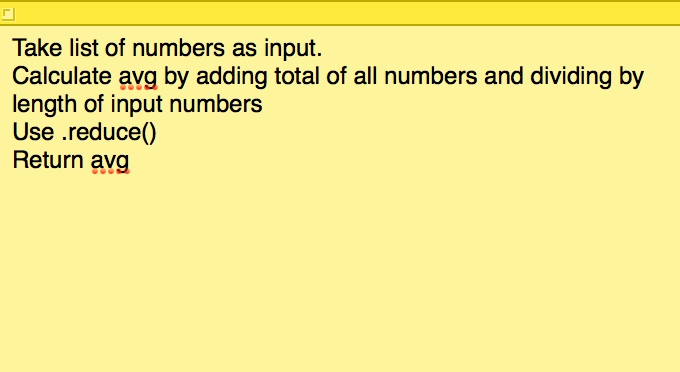 Take list of numbers as input.
Calculate avg by adding total of all numbers and dividing by
length of input numbers
Use .reduce()
Return avg